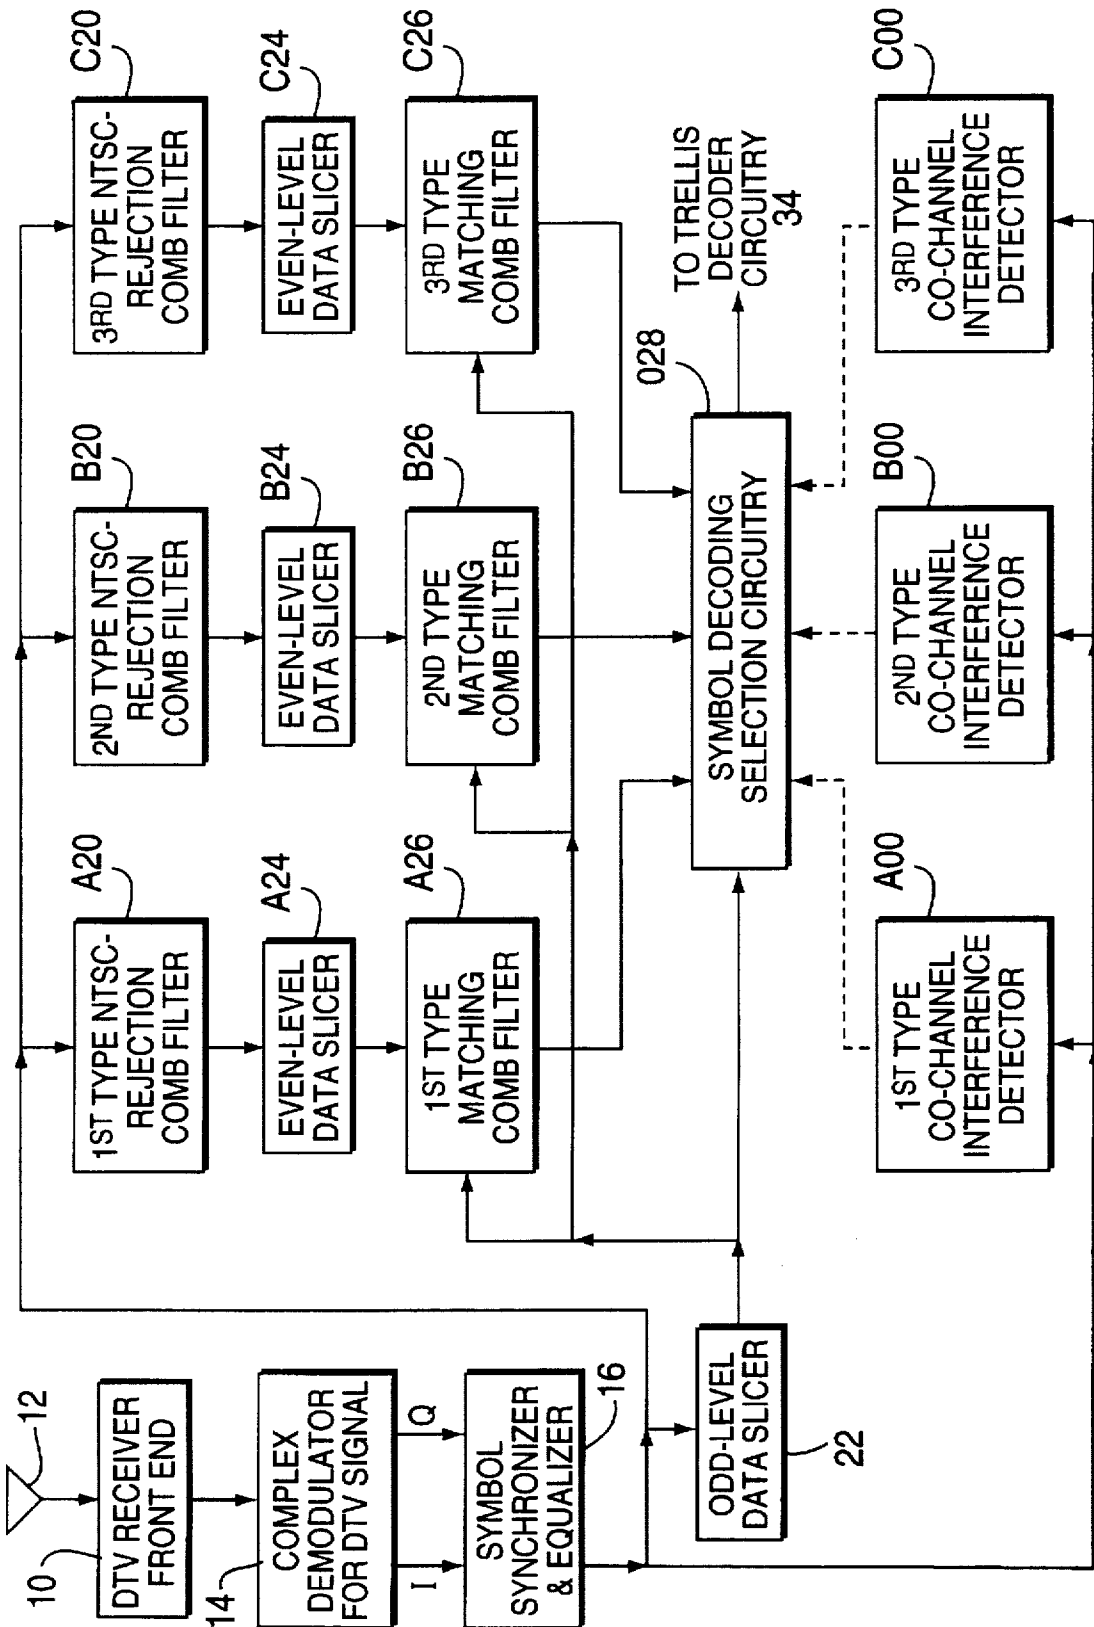 12
10
DTV RECEIVER
FRONT END
14
COMPLEX
DEMODULATOR
FOR DTV SIGNAL
I
Q
SYMBOL
SYNCHRONIZER
& EQUALIZER
16
ODD-LEVEL
DATA SLICER
22
1ST TYPE NTSC-
REJECTION
COMB FILTER
A20
EVEN-LEVEL
DATA SLICER
A24
1ST TYPE
MATCHING
COMB FILTER
A26
2ND TYPE NTSC-
REJECTION
COMB FILTER
B20
EVEN-LEVEL
DATA SLICER
B24
2ND TYPE
MATCHING
COMB FILTER
B26
3RD TYPE NTSC-
REJECTION
COMB FILTER
C20
EVEN-LEVEL
DATA SLICER
C24
3RD TYPE
MATCHING
COMB FILTER
C26
SYMBOL DECODING
SELECTION CIRCUITRY
028
TO TRELLIS
DECODER
CIRCUITRY
34
1ST TYPE
CO-CHANNEL
INTERFERENCE
DETECTOR
A00
2ND TYPE
CO-CHANNEL
INTERFERENCE
DETECTOR
B00
3RD TYPE
CO-CHANNEL
INTERFERENCE
DETECTOR
C00